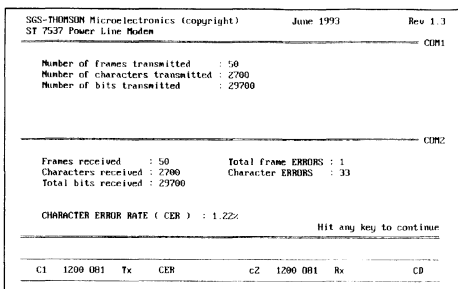 SGS-THOMSON Microelectronics (copyright) June 1993 Rev 1.3
ST 7537 Power Line Modem
COM1
Number of frames transmitted : 50
Number of characters transmitted : 2700
Number of bits transmitted : 29700
COM2
Frames received : 50 Total frame ERRORS : 1
Characters received : 2700 Character ERRORS : 33
Total bits received : 29700
CHARACTER ERROR RATE ( CER ) : 1.22%
Hit any key to continue
C1 1200 081 Tx CER c2 1200 081 Rx CD